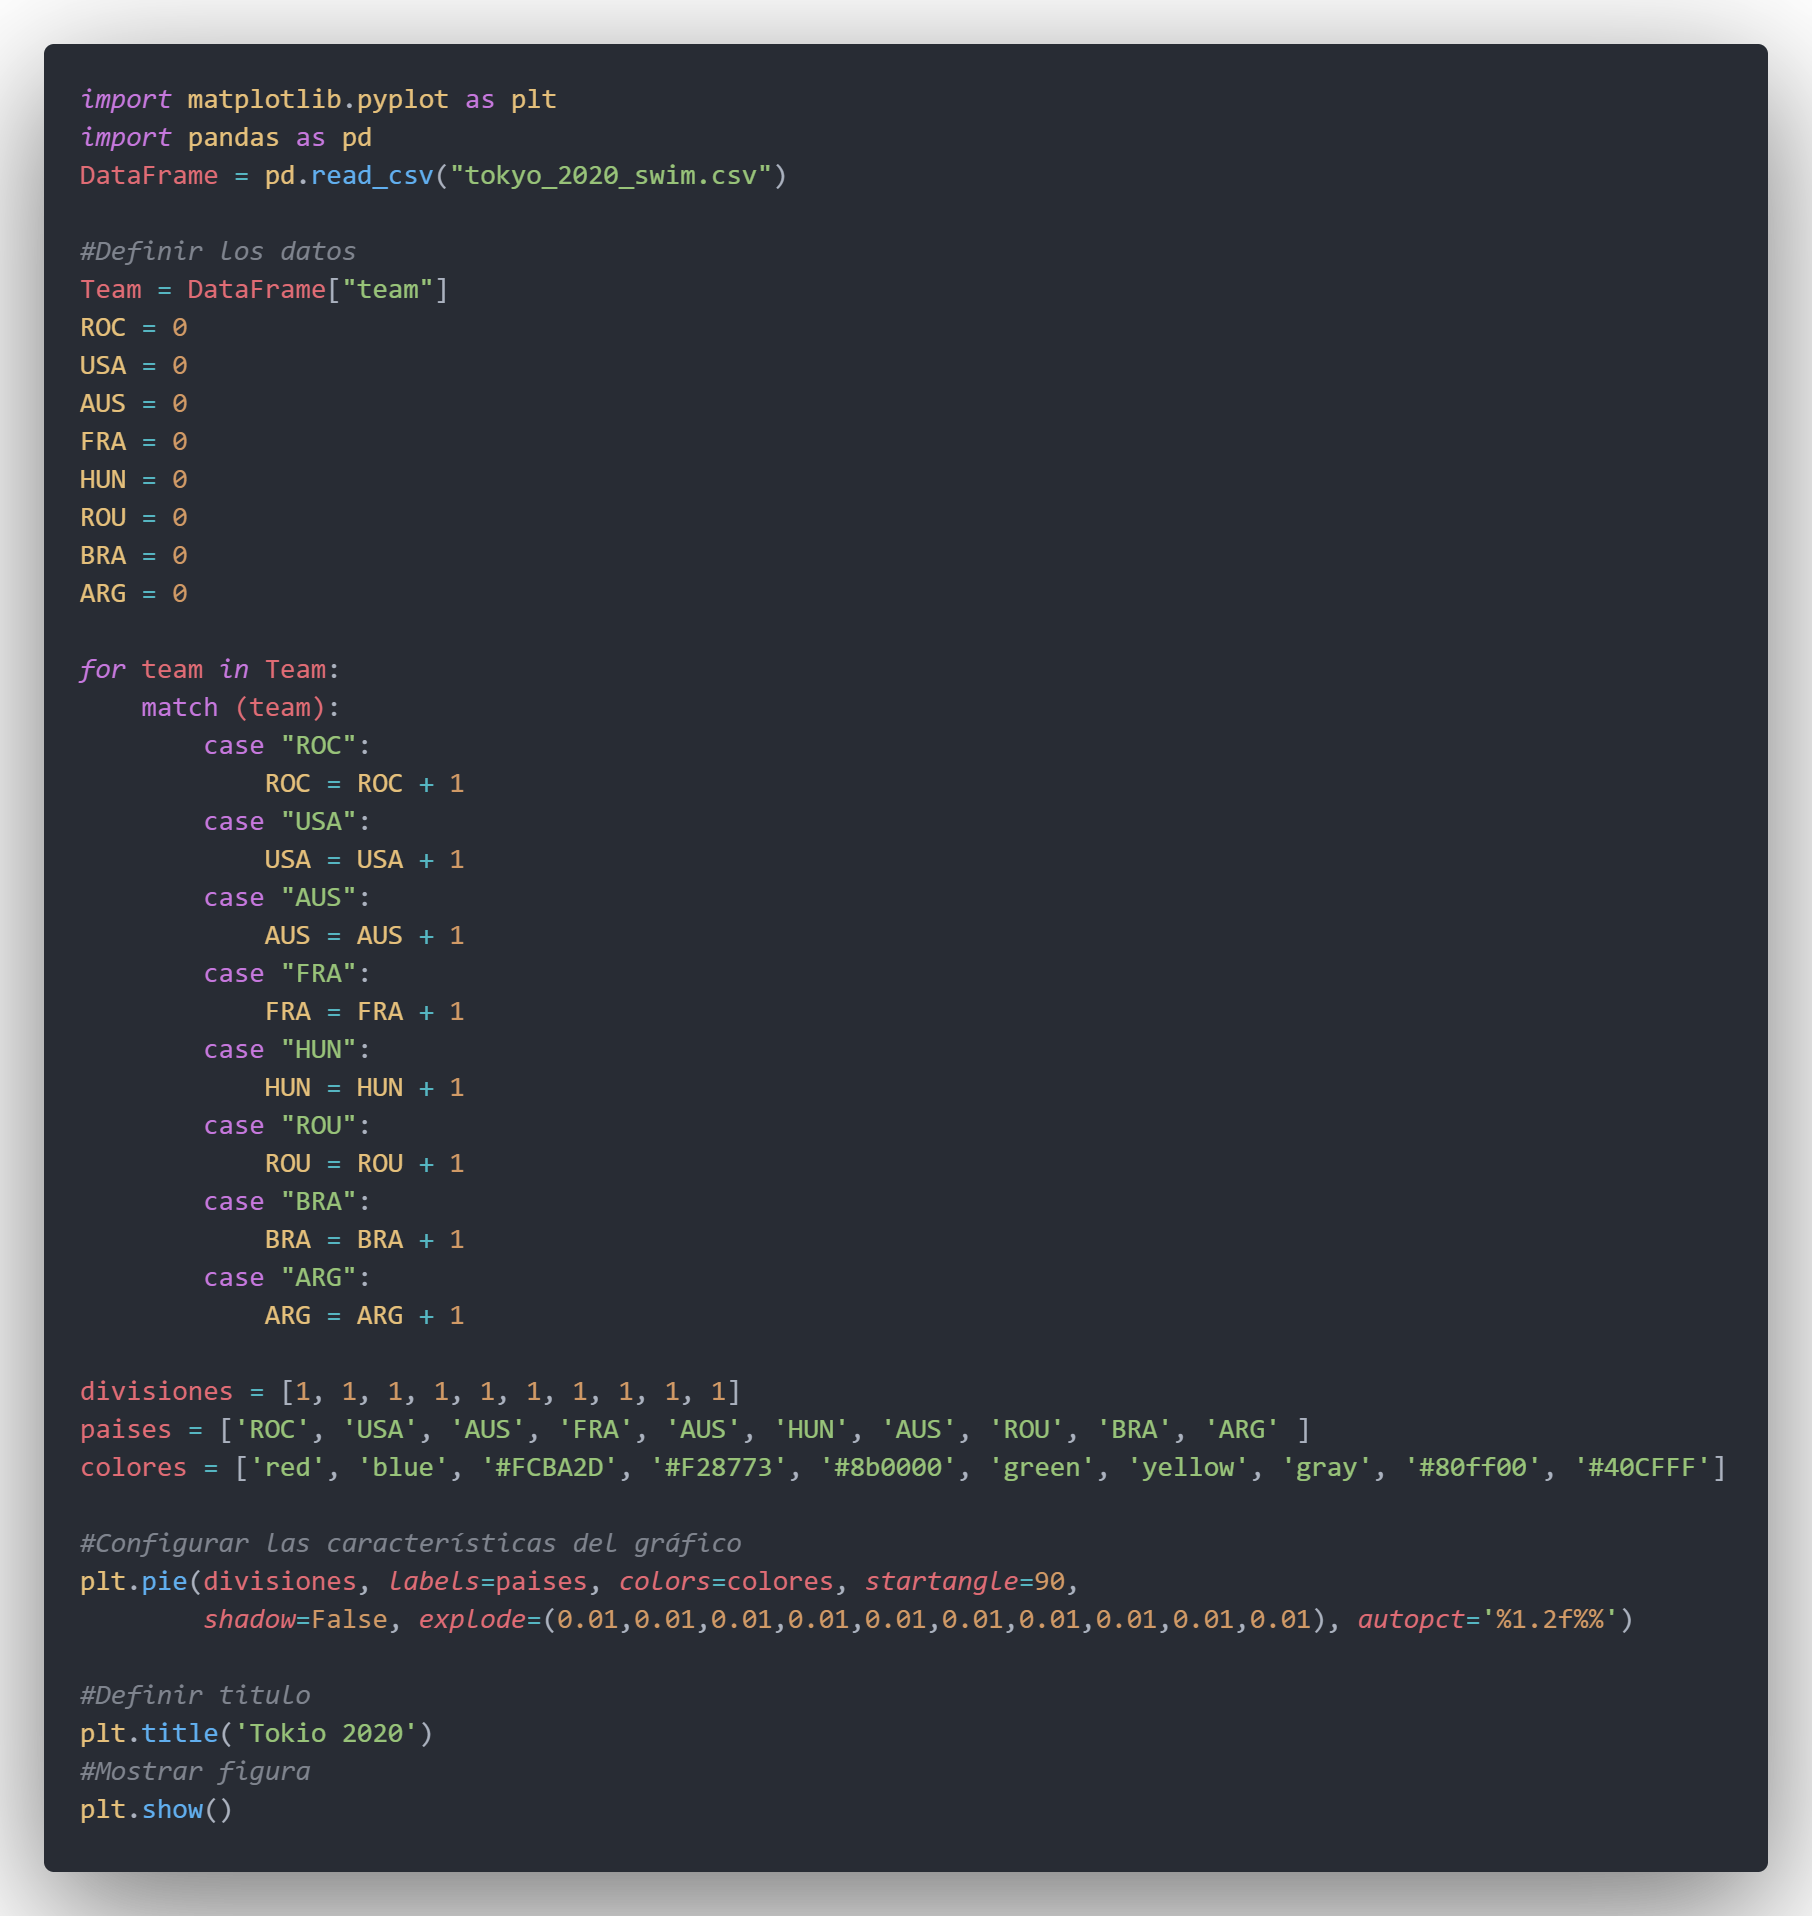 import matplotlib.pyplot as plt
import pandas as pd
DataFrame = pd.read_csv("tokyo_2020_swim.csv")

#Definir los datos
Team = DataFrame["team"]
ROC = 0
USA = 0
AUS = 0
FRA = 0
HUN = 0
ROU = 0
BRA = 0
ARG = 0

for team in Team:
    match (team):
        case "ROC":
            ROC = ROC + 1
        case "USA":
            USA = USA + 1
        case "AUS":
            AUS = AUS + 1
        case "FRA":
            FRA = FRA + 1
        case "HUN":
            HUN = HUN + 1
        case "ROU":
            ROU = ROU + 1
        case "BRA":
            BRA = BRA + 1
        case "ARG":
            ARG = ARG + 1

divisiones = [1, 1, 1, 1, 1, 1, 1, 1, 1, 1]
paises = ['ROC', 'USA', 'AUS', 'FRA', 'AUS', 'HUN', 'AUS', 'ROU', 'BRA', 'ARG' ]
colores = ['red', 'blue', '#FCBA2D', '#F28773', '#8b0000', 'green', 'yellow', 'gray', '#80ff00', '#40CFFF']

#Configurar las características del gráfico
plt.pie(divisiones, labels=paises, colors=colores, startangle=90,
        shadow=False, explode=(0.01,0.01,0.01,0.01,0.01,0.01,0.01,0.01,0.01,0.01), autopct='%1.2f%%')

#Definir titulo
plt.title('Tokio 2020')
#Mostrar figura
plt.show()